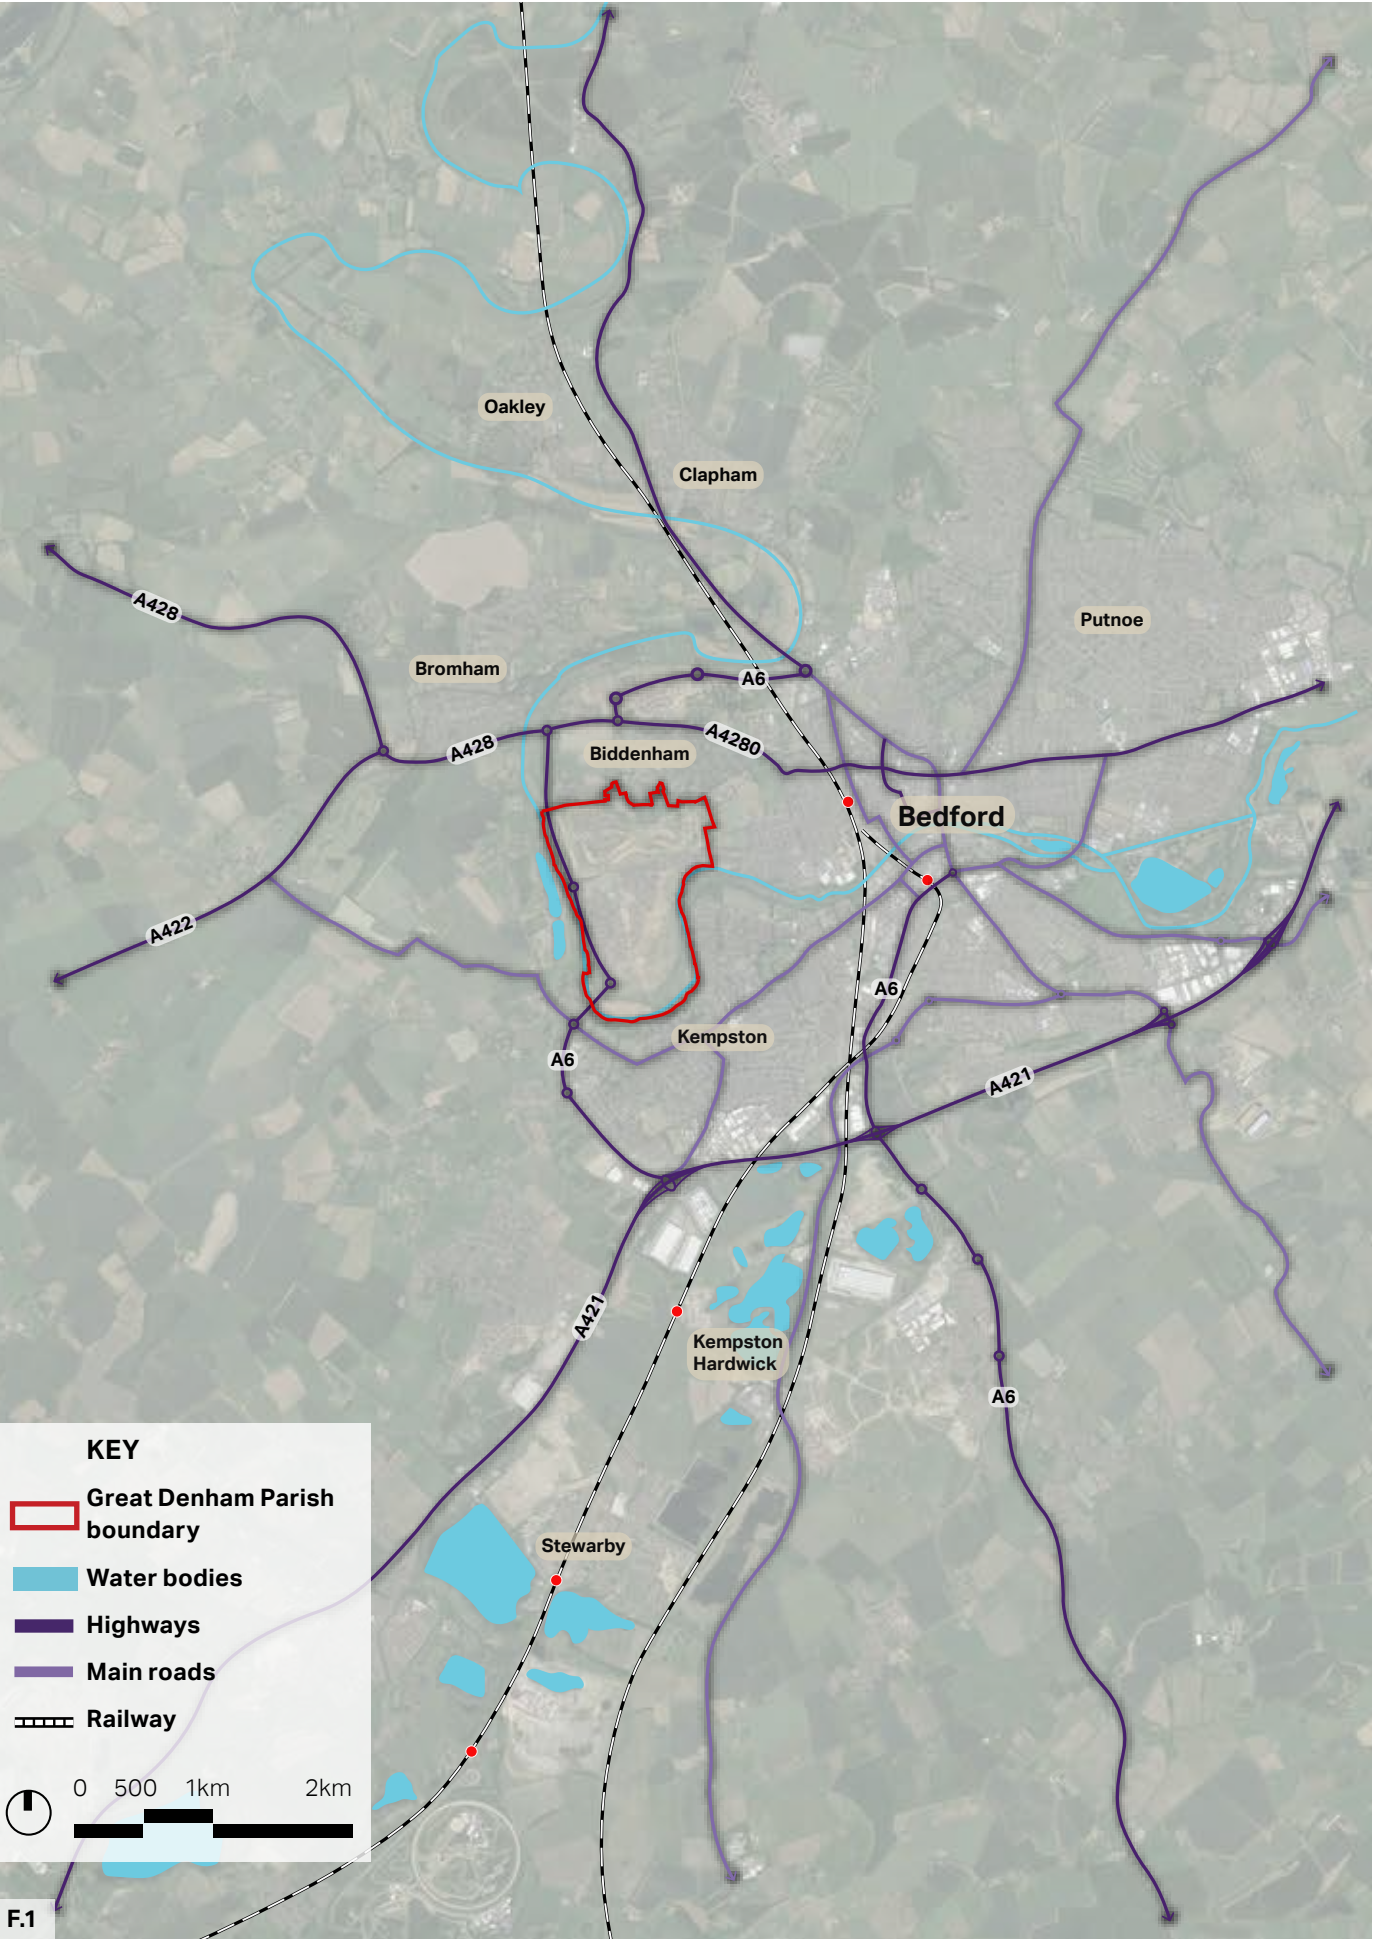 Oakley
Clapham
A428
Putnoe
Bromham
A6
A428
A4280
Biddenham
Bedford
A422
A6
Kempston
A6
A421
A421
Kempston
Hardwick
A6
KEY
Great Denham Parish
boundary
Stewarby
Water bodies
Highways
Main roads
Railway
0 500 1km 2km
F.1